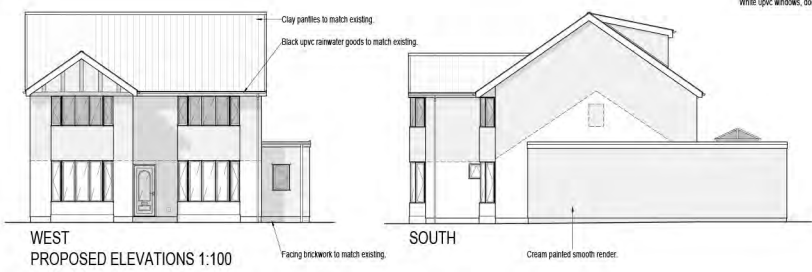 White upvc windows, do
Clay pantiles to match existing.
Black upvc rainwater goods to match existing.
WEST
PROPOSED ELEVATIONS 1:100
Facing brickwork to match existing.
SOUTH
Cream painted smooth render.